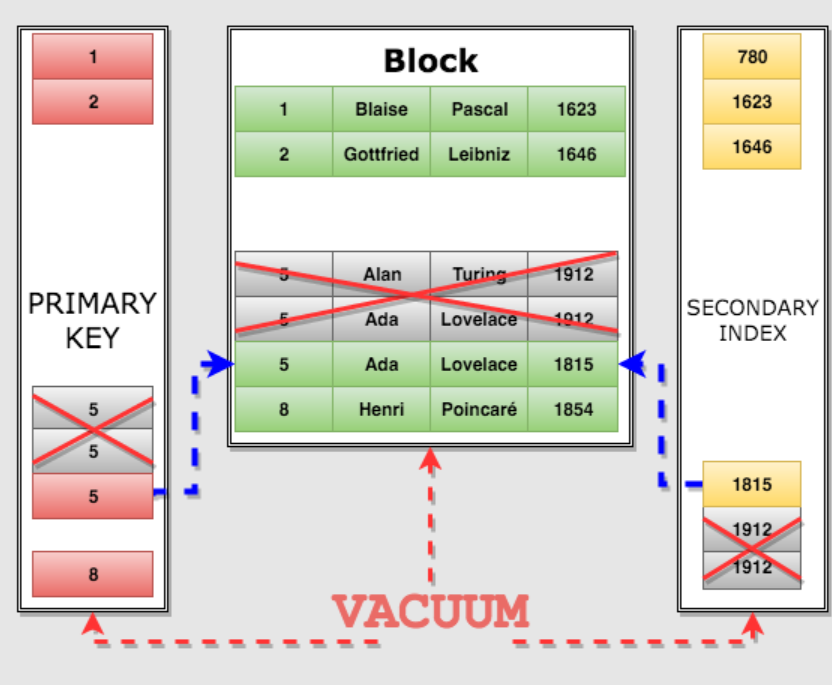 1
2
PRIMARY
KEY
5
5
5
8
Block
1 Blaise Pascal 1623
2 Gottfried Leibniz 1646
5 Alan Turing 1912
5 Ada Lovelace 1912
5 Ada Lovelace 1815
8 Henri Poincaré 1854
780
1623
1646
SECONDARY
INDEX
1815
1912
1912
VACUUM